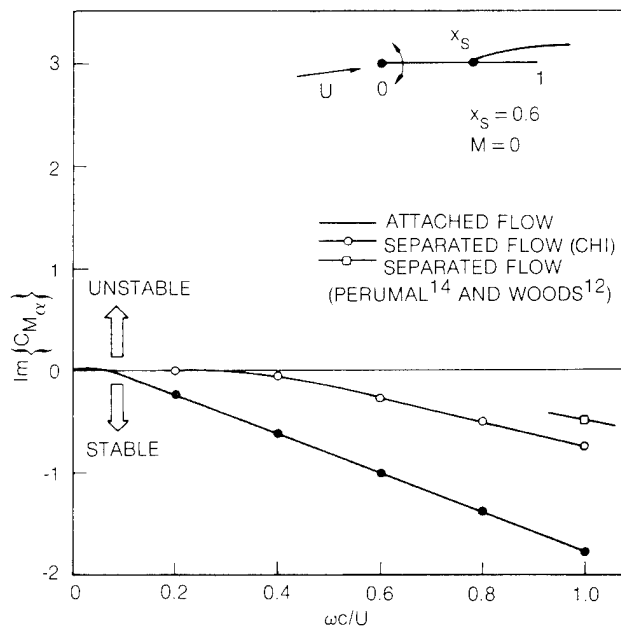 3
2
1
0
-1
-2
Im {C_{M_α}}
x_S
U
0
1
x_S = 0.6
M = 0
ATTACHED FLOW
SEPARATED FLOW (CHI)
SEPARATED FLOW
(PERUMAL^14 AND WOODS^12)
UNSTABLE
STABLE
0
0.2
0.4
0.6
0.8
1.0
ωc/U